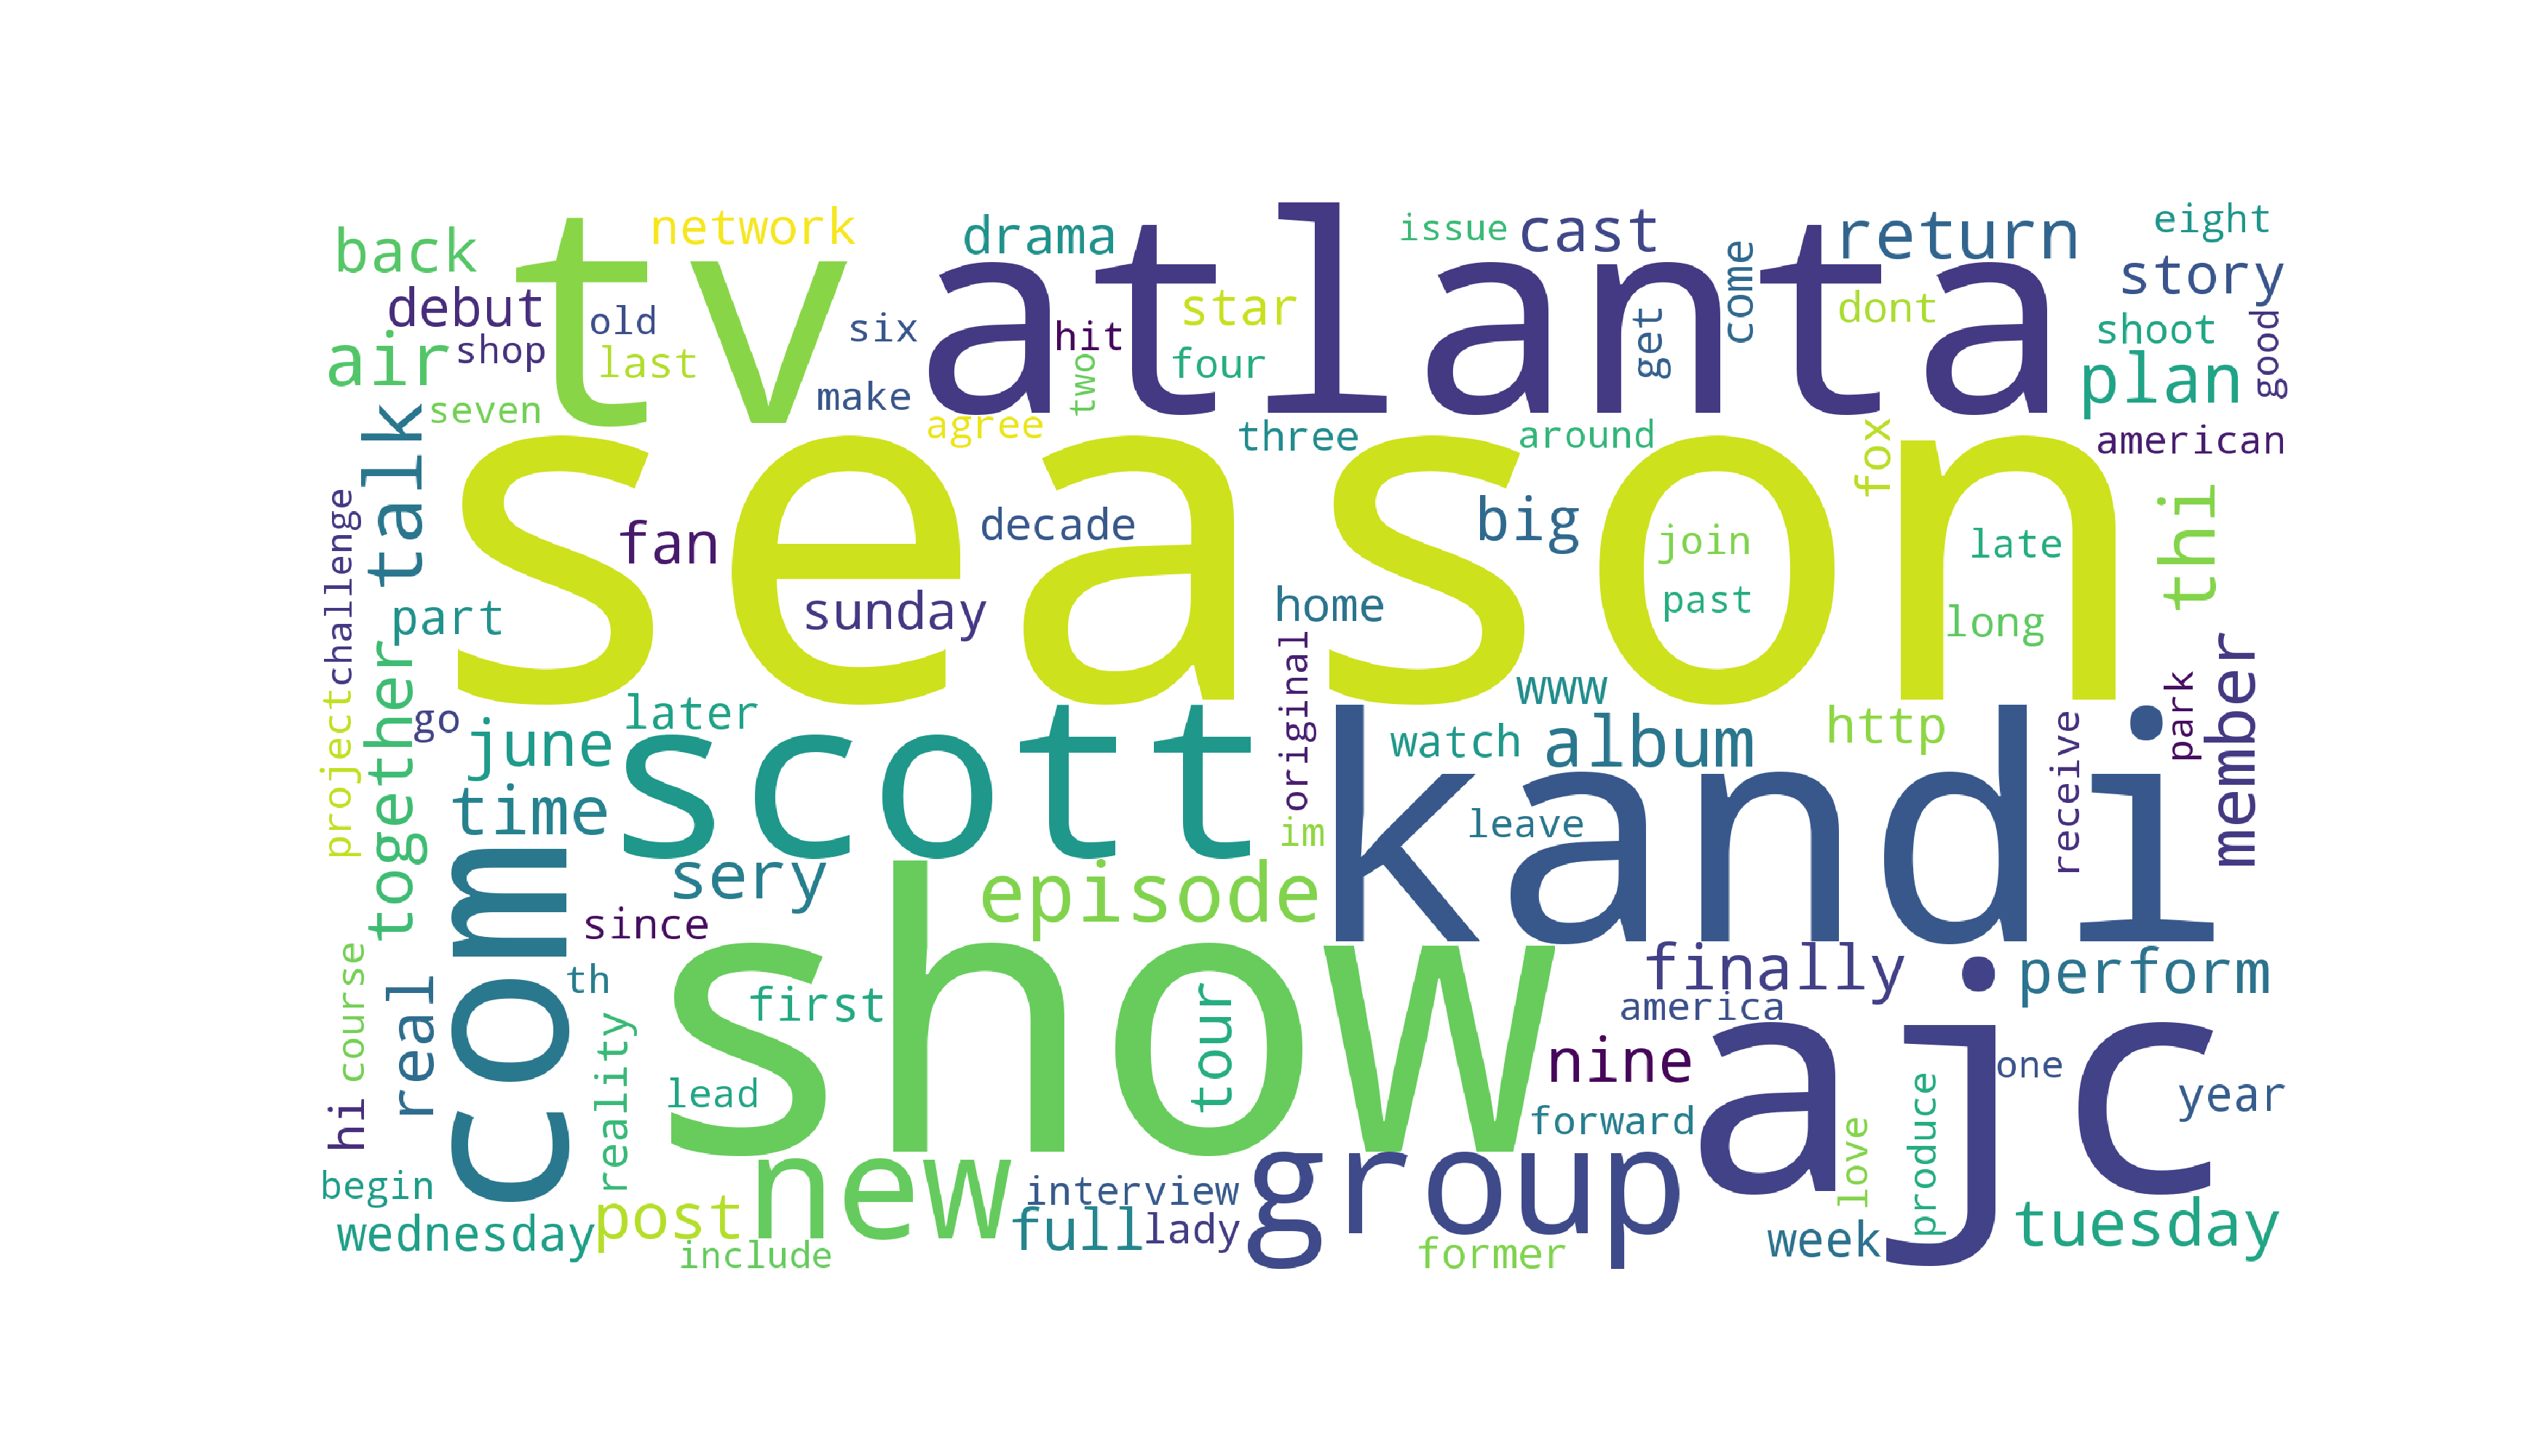 tv
atlanta
season
scott
kandi
com
show
ajc
new
group
network
drama
issue
cast
return
eight
back
story
debut
old
six
hit
star
come
dont
shoot
good
air
shop
last
make
two
four
get
plan
seven
agree
three
around
fox
american
talk
challenge
fan
decade
big
join
late
thi
part
sunday
home
past
long
together
project
go
june
later
original
www
watch
album
http
receive
park
member
time
im
leave
sery
episode
since
th
first
tour
finally
america
perform
hi
course
real
reality
lead
nine
forward
one
year
love
produce
begin
wednesday
post
include
interview
full
lady
former
week
tuesday